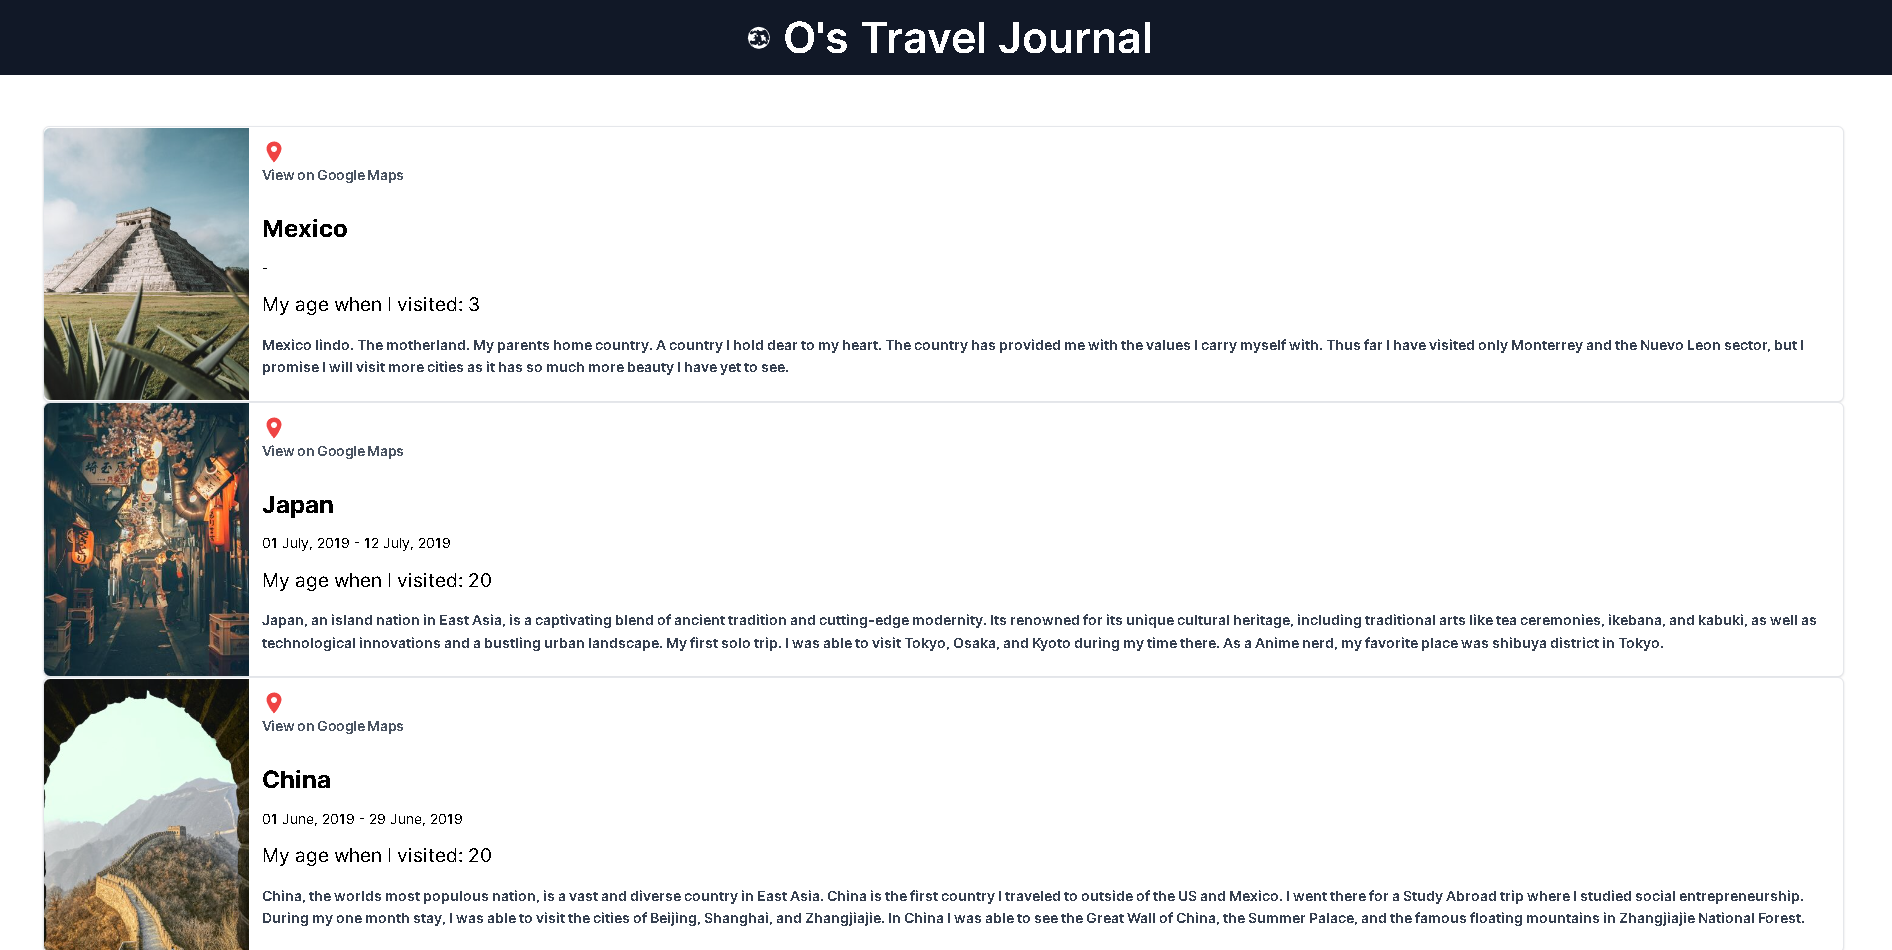 O's Travel Journal
View on Google Maps
Mexico
-
My age when I visited: 3
Mexico lindo. The motherland. My parents home country. A country I hold dear to my heart. The country has provided me with the values I carry myself with. Thus far I have visited only Monterrey and the Nuevo Leon sector, but I
promise I will visit more cities as it has so much more beauty I have yet to see.
埼玉屋
View on Google Maps
Japan
01 July, 2019 - 12 July, 2019
My age when I visited: 20
Japan, an island nation in East Asia, is a captivating blend of ancient tradition and cutting-edge modernity. Its renowned for its unique cultural heritage, including traditional arts like tea ceremonies, ikebana, and kabuki, as well as
technological innovations and a bustling urban landscape. My first solo trip. I was able to visit Tokyo, Osaka, and Kyoto during my time there. As a Anime nerd, my favorite place was shibuya district in Tokyo.
View on Google Maps
China
01 June, 2019 - 29 June, 2019
My age when I visited: 20
China, the worlds most populous nation, is a vast and diverse country in East Asia. China is the first country I traveled to outside of the US and Mexico. I went there for a Study Abroad trip where I studied social entrepreneurship.
During my one month stay, I was able to visit the cities of Beijing, Shanghai, and Zhangjiajie. In China I was able to see the Great Wall of China, the Summer Palace, and the famous floating mountains in Zhangjiajie National Forest.